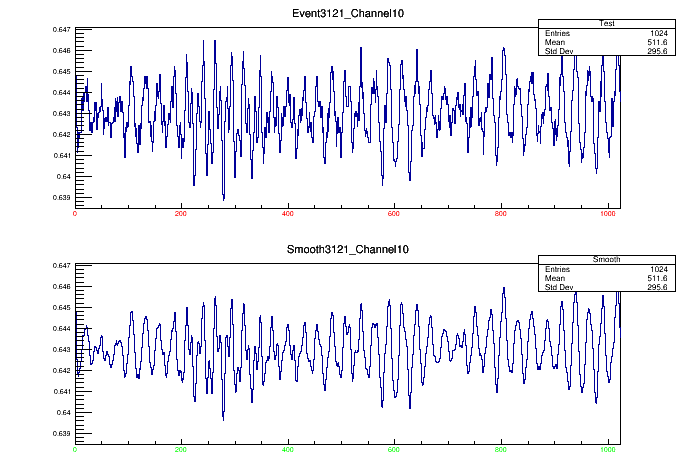 Event3121_Channel10
Test
Entries 1024
Mean 511.6
Std Dev 295.6
0.647
0.646
0.645
0.644
0.643
0.642
0.641
0.64
0.639
0 200 400 600 800 1000
Smooth3121_Channel10
Smooth
Entries 1024
Mean 511.6
Std Dev 295.6
0.647
0.646
0.645
0.644
0.643
0.642
0.641
0.64
0.639
0 200 400 600 800 1000